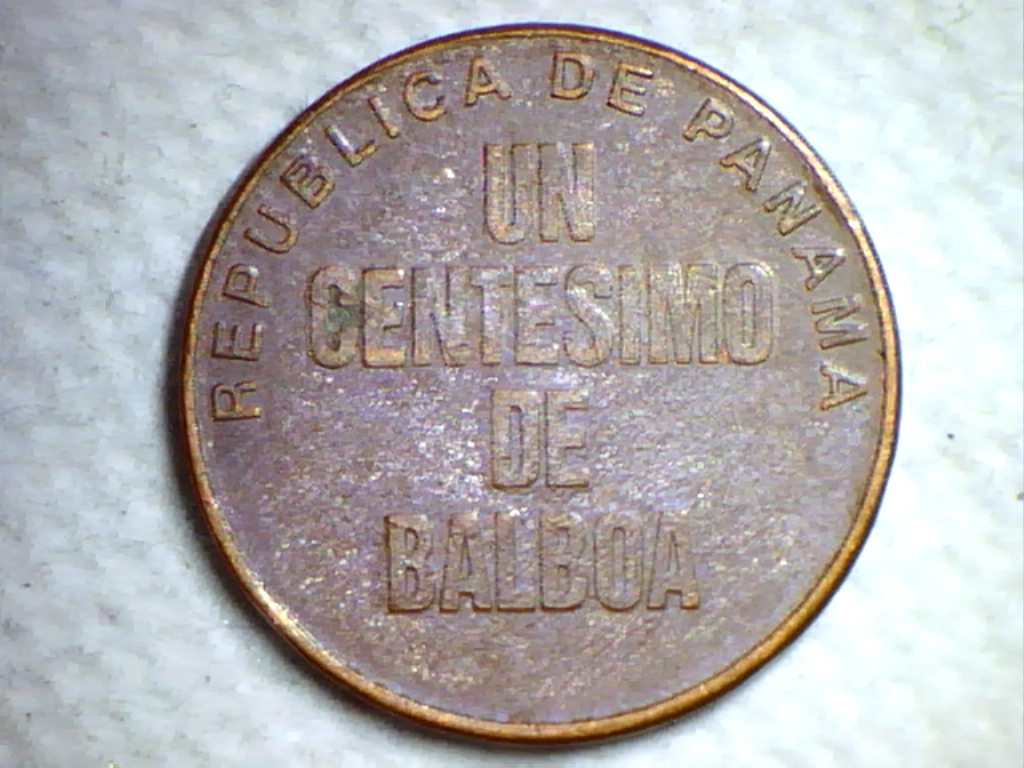 REPUBLICA DE PANAMA
UN
CENTESIMO
DE
BALBOA